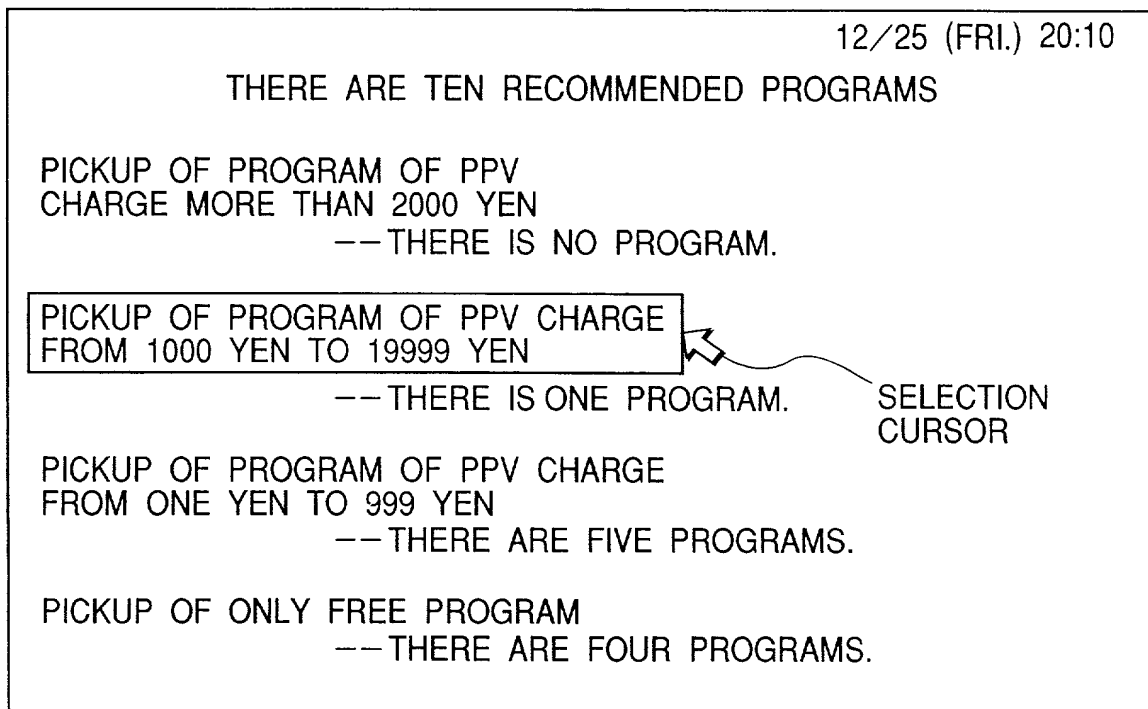 12/25 (FRI.) 20:10
THERE ARE TEN RECOMMENDED PROGRAMS
PICKUP OF PROGRAM OF PPV
CHARGE MORE THAN 2000 YEN
--THERE IS NO PROGRAM.
PICKUP OF PROGRAM OF PPV CHARGE
FROM 1000 YEN TO 19999 YEN
--THERE IS ONE PROGRAM.
SELECTION
CURSOR
PICKUP OF PROGRAM OF PPV CHARGE
FROM ONE YEN TO 999 YEN
--THERE ARE FIVE PROGRAMS.
PICKUP OF ONLY FREE PROGRAM
--THERE ARE FOUR PROGRAMS.